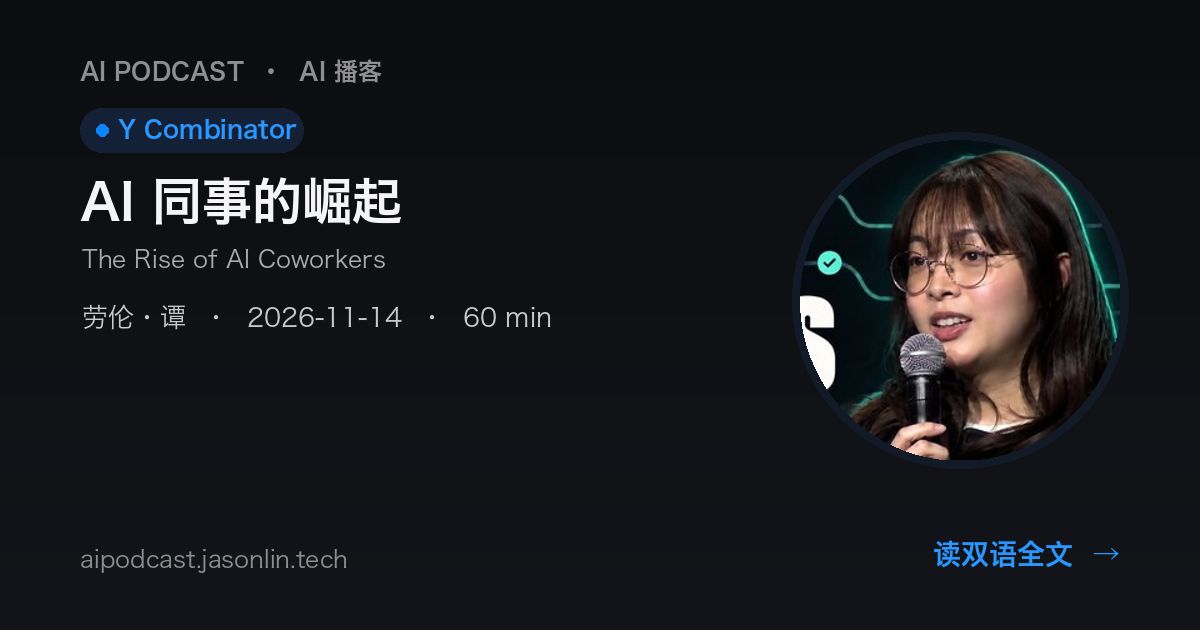 AI PODCAST · AI 播客
Y Combinator
AI 同事的崛起
The Rise of AI Coworkers
劳伦·谭 · 2026-11-14 · 60 min
S
aipodcast.jasonlin.tech
读双语全文 →